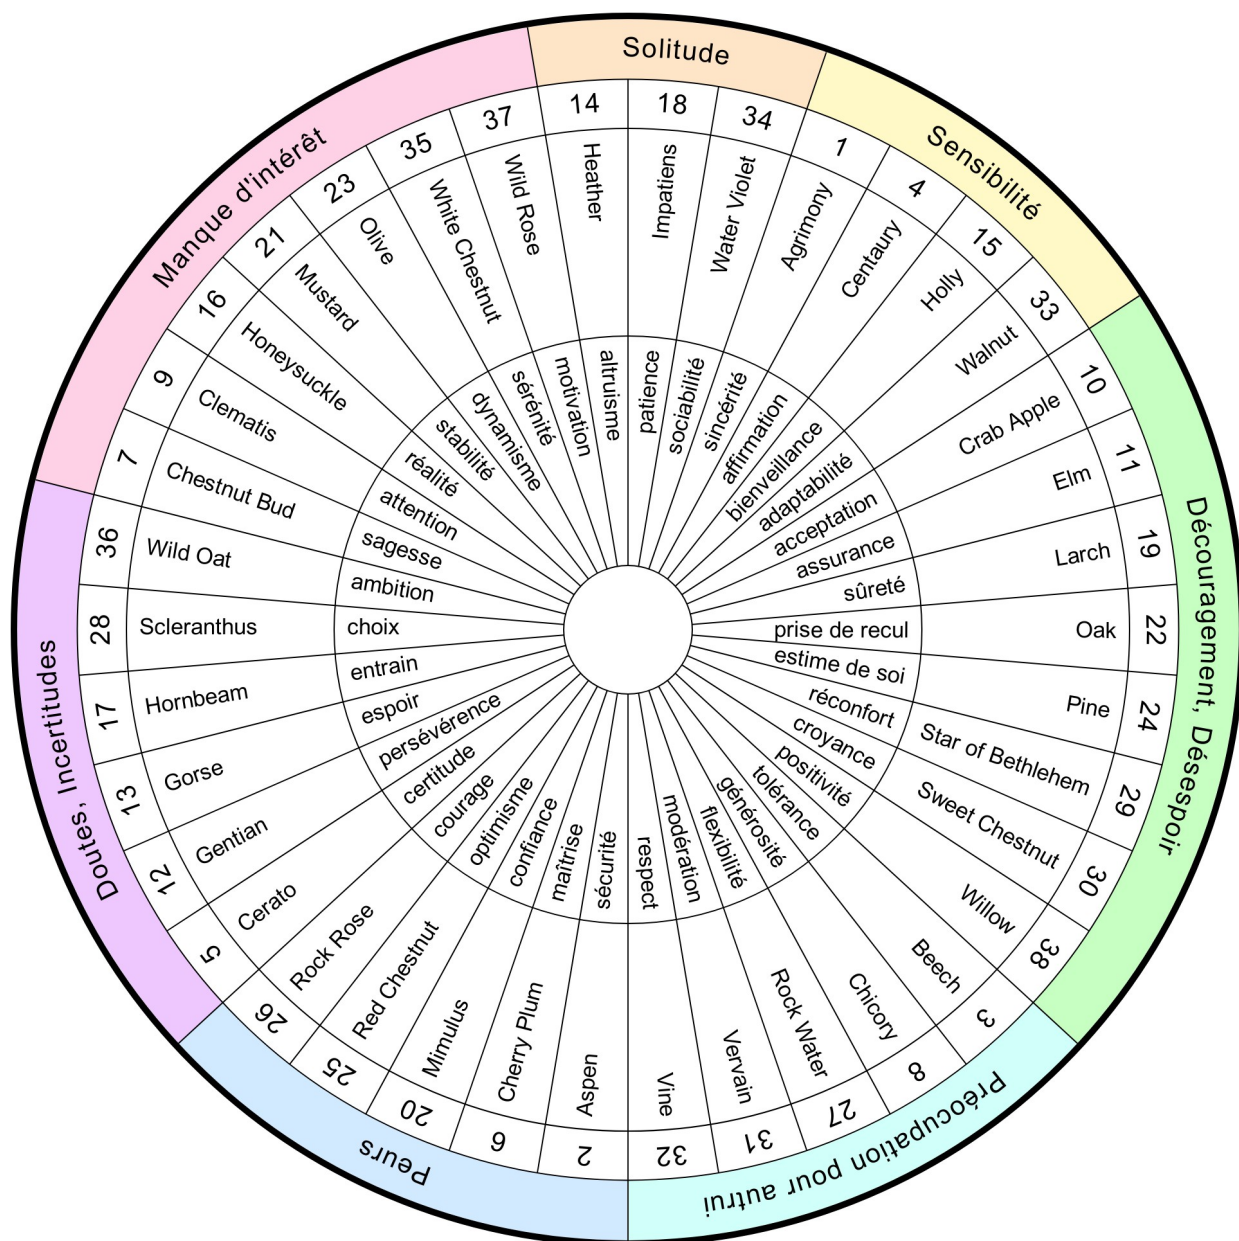 Solitude
14
Heather
altruisme
18
Impatiens
patience
34
Water Violet
sociabilité
Sensibilité
1
Agrimony
sincérité
4
Centaury
affirmation
15
Holly
bienveillance
33
Walnut
adaptabilité
Découragement, Désespoir
10
Crab Apple
acceptation
11
Elm
assurance
19
Larch
sûreté
22
Oak
prise de recul
24
Pine
estime de soi
29
Star of Bethlehem
réconfort
30
Sweet Chestnut
croyance
38
Willow
positivité
Préocupation pour autrui
3
Beech
tolérance
8
Chicory
générosité
27
Rock Water
flexibilité
31
Vervain
modération
32
Vine
respect
Peurs
2
Aspen
sécurité
6
Cherry Plum
maîtrise
20
Mimulus
confiance
25
Red Chestnut
optimisme
26
Rock Rose
courage
Doutes, Incertitudes
5
Cerato
certitude
12
Gentian
persévérence
13
Gorse
espoir
17
Hornbeam
entrain
28
Scleranthus
choix
36
Wild Oat
ambition
Manque d'intérêt
7
Chestnut Bud
sagesse
9
Clematis
attention
16
Honeysuckle
réalité
21
Mustard
stabilité
23
Olive
dynamisme
35
White Chestnut
sérénité
37
Wild Rose
motivation